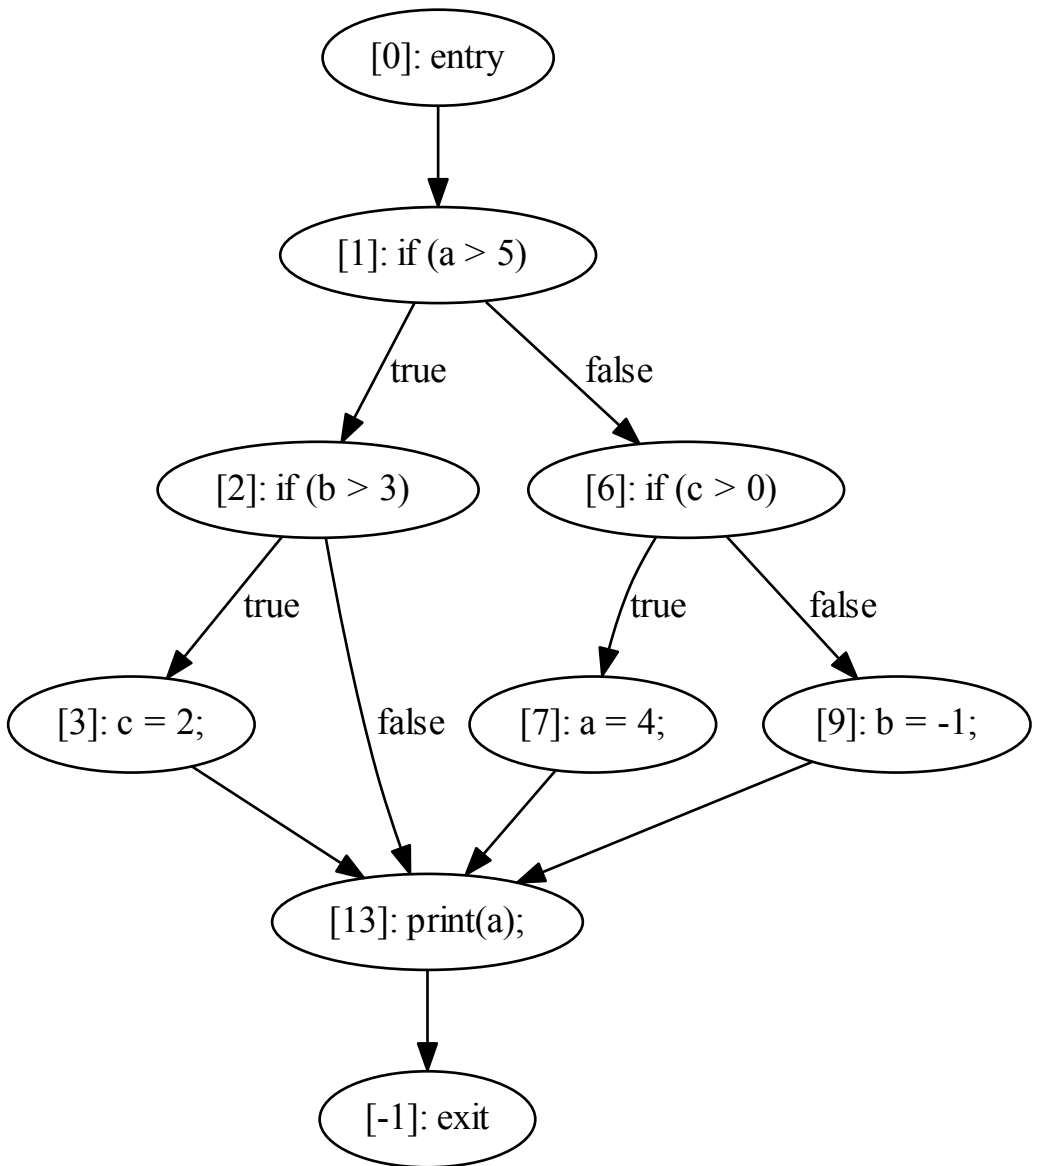 [0]: entry
[1]: if (a > 5)
true
false
[2]: if (b > 3)
[6]: if (c > 0)
true
false
true
false
[3]: c = 2;
[7]: a = 4;
[9]: b = -1;
[13]: print(a);
[-1]: exit